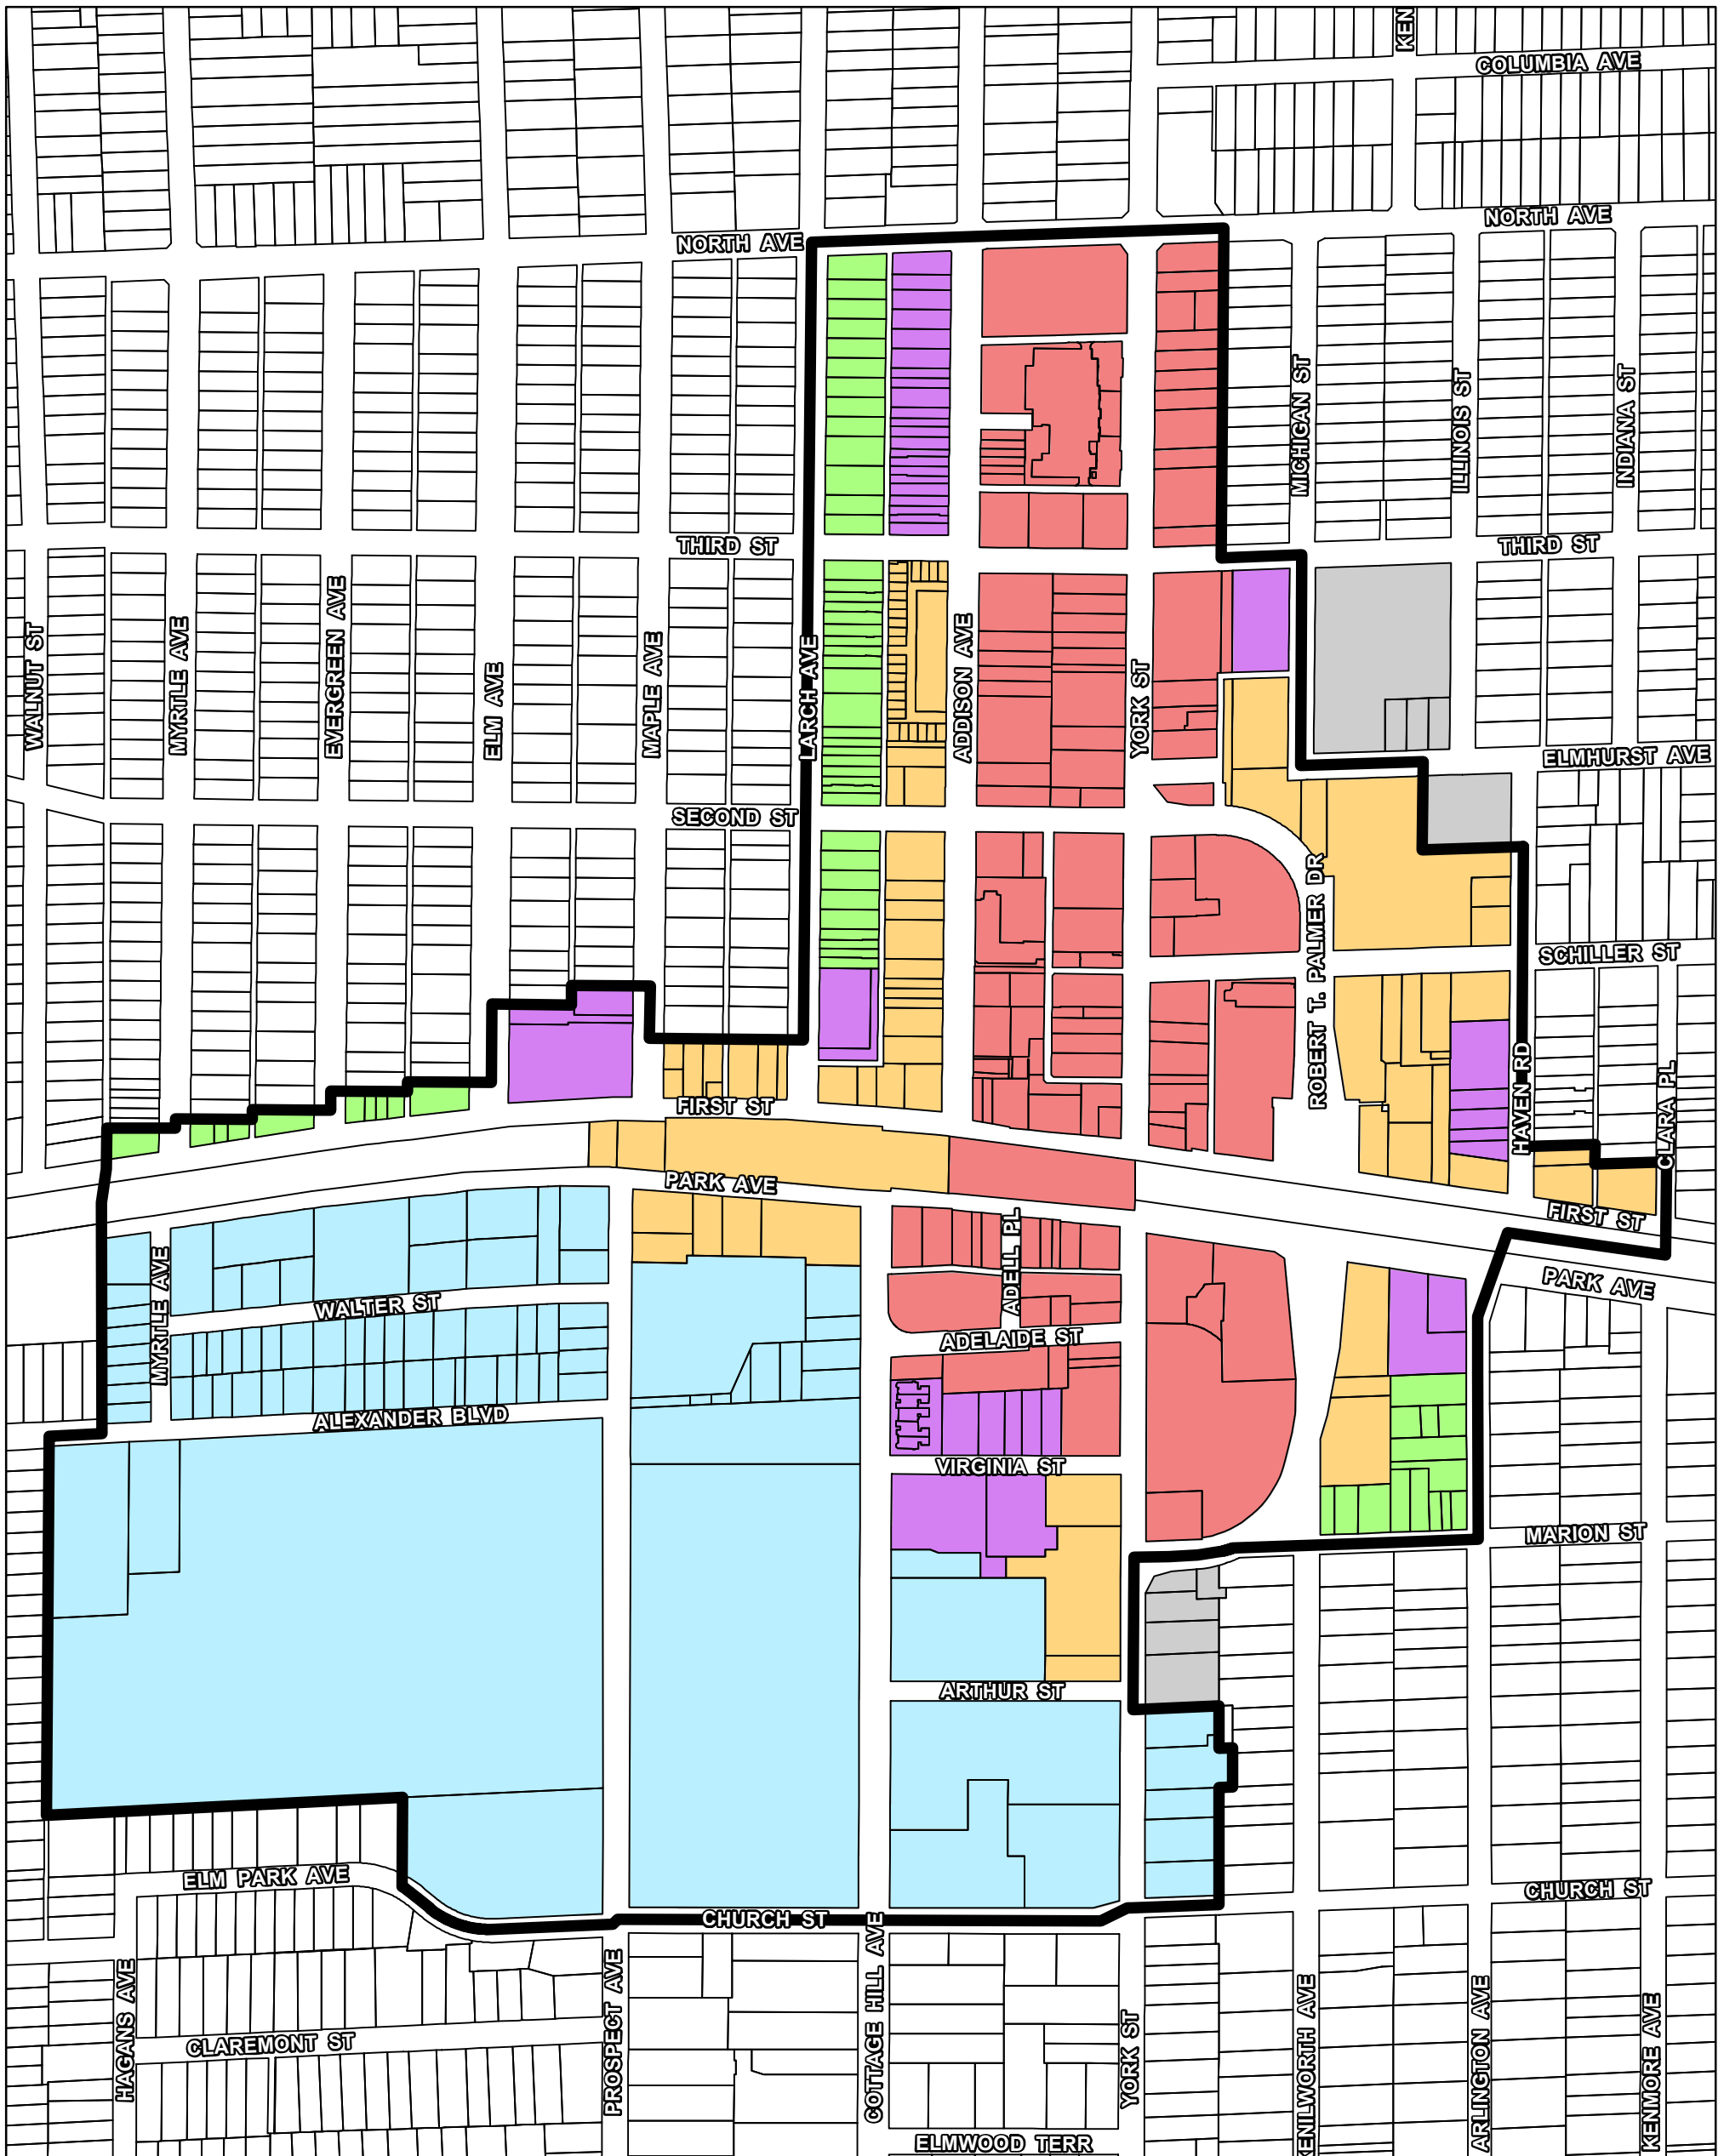 KEN
COLUMBIA AVE
NORTH AVE
NORTH AVE
MICHIGAN ST
ILLINOIS ST
INDIANA ST
THIRD ST
THIRD ST
WALNUT ST
MYRTLE AVE
EVERGREEN AVE
ELM AVE
MAPLE AVE
LARCH AVE
ADDISON AVE
YORK ST
ELMHURST AVE
SECOND ST
ROBERT T. PALMER DR
SCHILLER ST
HAVEN RD
CLARA PL
FIRST ST
PARK AVE
FIRST ST
ADELL PL
PARK AVE
MYRTLE AVE
WALTER ST
ADELAIDE ST
ALEXANDER BLVD
VIRGINIA ST
MARION ST
ARTHUR ST
ELM PARK AVE
CHURCH ST
CHURCH ST
HAGANS AVE
PROSPECT AVE
COTTAGE HILL AVE
YORK ST
KENILWORTH AVE
ARLINGTON AVE
KENMORE AVE
CLAREMONT ST
ELMWOOD TERR